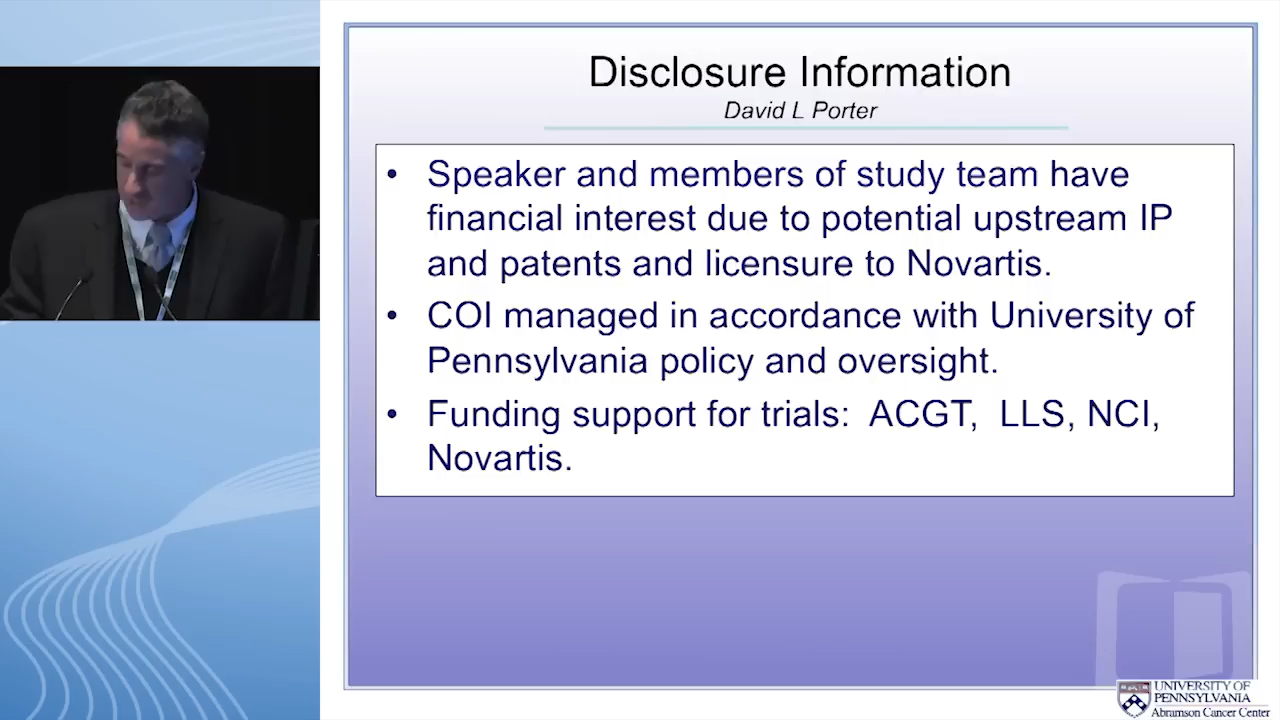 Disclosure Information
David L Porter
• Speaker and members of study team have
financial interest due to potential upstream IP
and patents and licensure to Novartis.
• COI managed in accordance with University of
Pennsylvania policy and oversight.
• Funding support for trials:  ACGT,  LLS, NCI,
Novartis.
UNIVERSITY OF
PENNSYLVANIA
Abramson Cancer Center